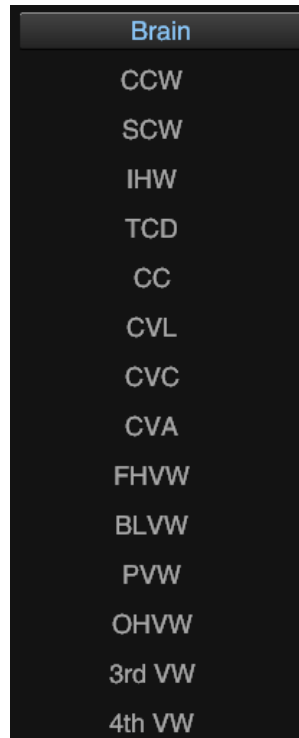 Brain
CCW
SCW
IHW
TCD
CC
CVL
CVC
CVA
FHVW
BLVW
PVW
OHVW
3rd VW
4th VW